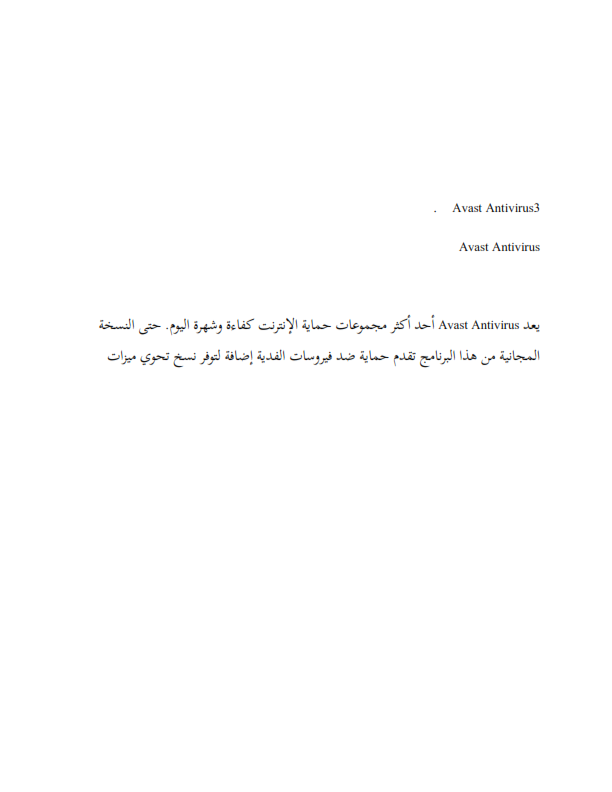 Avast Antivirus3 .
Avast Antivirus
يعد Avast Antivirus أحد أكثر مجموعات حماية الإنترنت كفاءة وشهرة اليوم. حتى النسخة
المجانية من هذا البرنامج تقدم حماية ضد فيروسات الفدية إضافة لتوفر نسخ تحوي ميزات